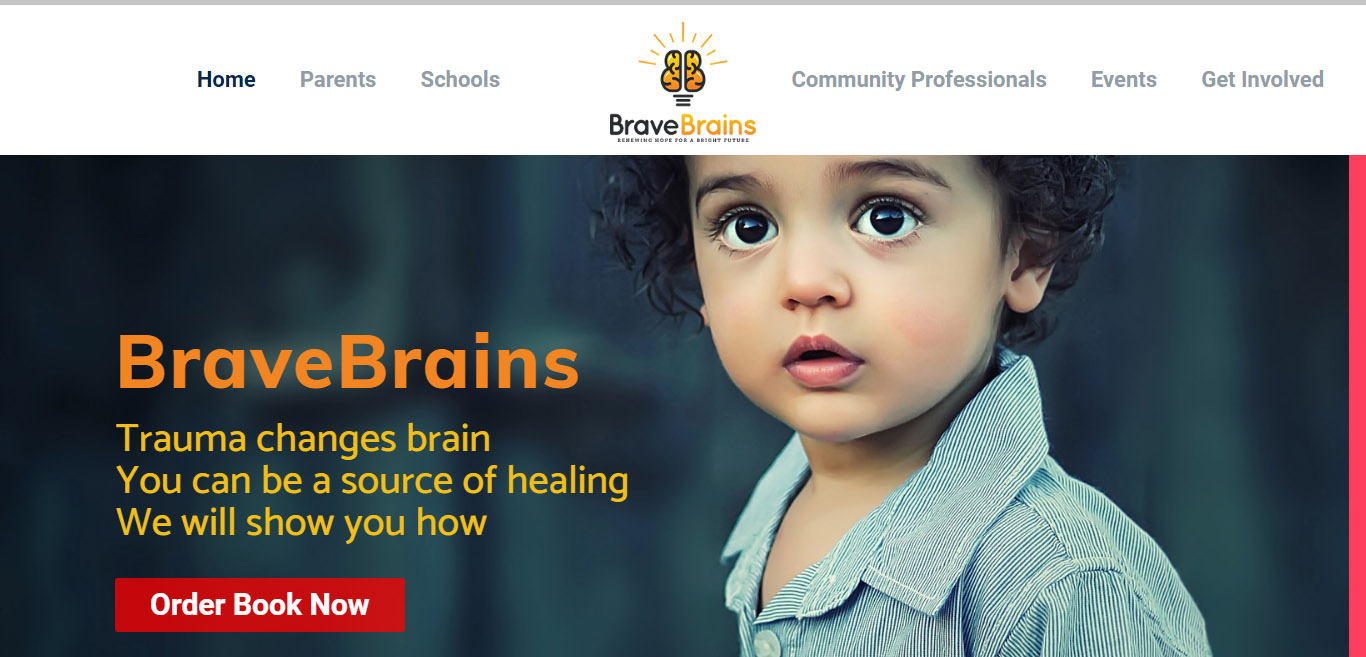 Home
Parents
Schools
BraveBrains
RENEWING HOPE FOR A BRIGHT FUTURE
Community Professionals
Events
Get Involved
BraveBrains
Trauma changes brain
You can be a source of healing
We will show you how
Order Book Now